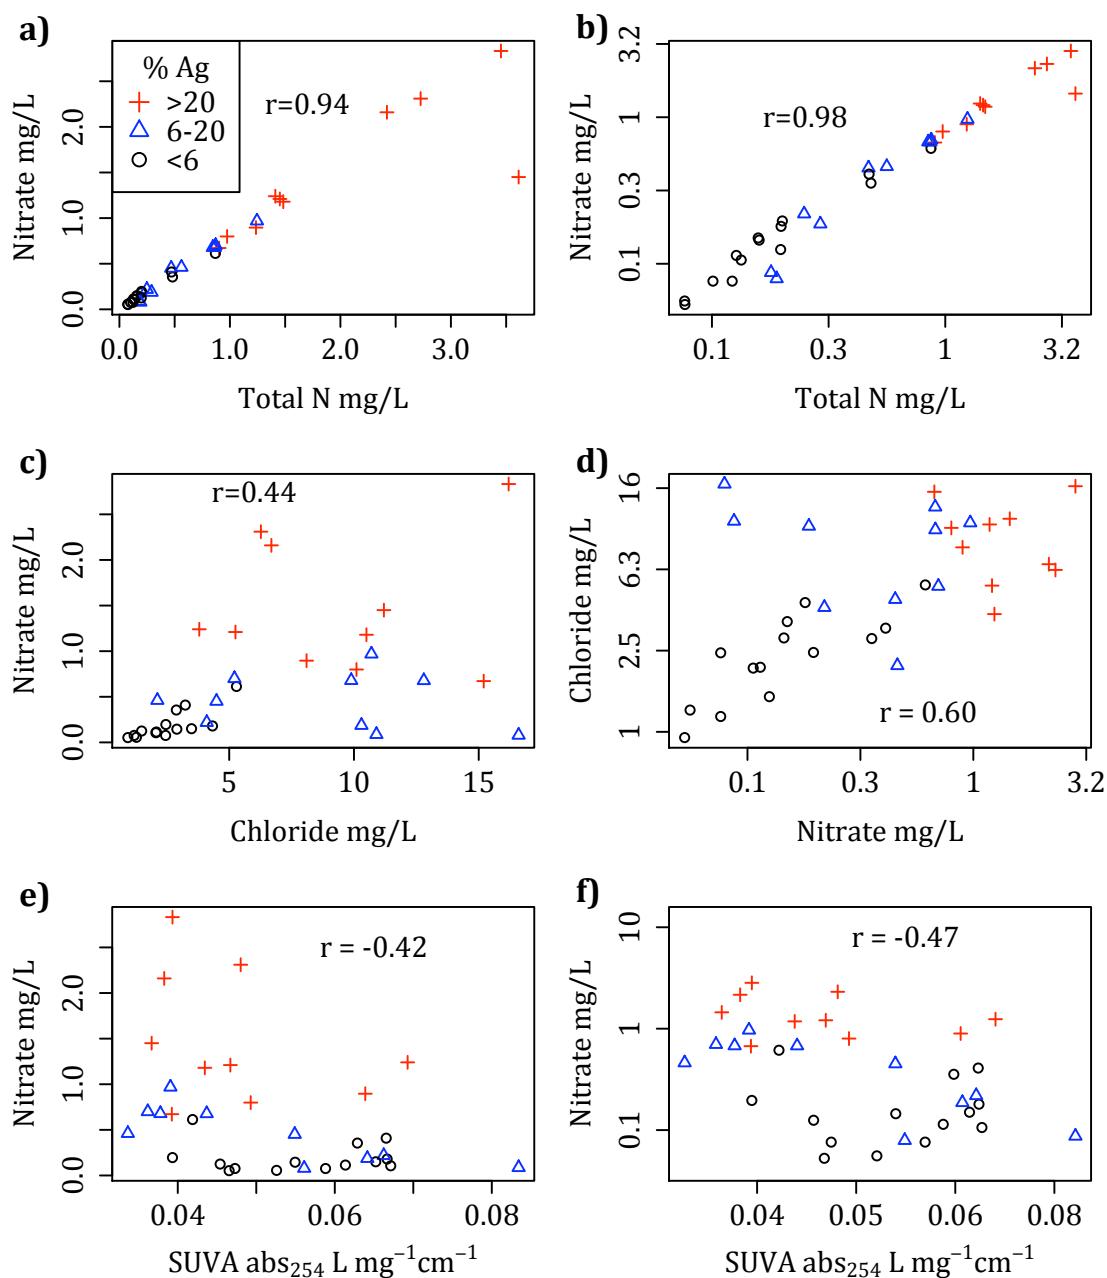 a)
Nitrate mg/L
0.0 1.0 2.0
% Ag
>20
6-20
<6
r=0.94
0.0 1.0 2.0 3.0
Total N mg/L
b)
Nitrate mg/L
0.1 0.3 1 3.2
r=0.98
0.1 0.3 1 3.2
Total N mg/L
c)
Nitrate mg/L
0.0 1.0 2.0
r=0.44
5 10 15
Chloride mg/L
d)
Chloride mg/L
1 2.5 6.3 16
r = 0.60
0.1 0.3 1 3.2
Nitrate mg/L
e)
Nitrate mg/L
0.0 1.0 2.0
r = -0.42
0.04 0.06 0.08
SUVA abs₂₅₄ L mg⁻¹cm⁻¹
f)
Nitrate mg/L
0.1 1 10
r = -0.47
0.04 0.05 0.06 0.08
SUVA abs₂₅₄ L mg⁻¹cm⁻¹